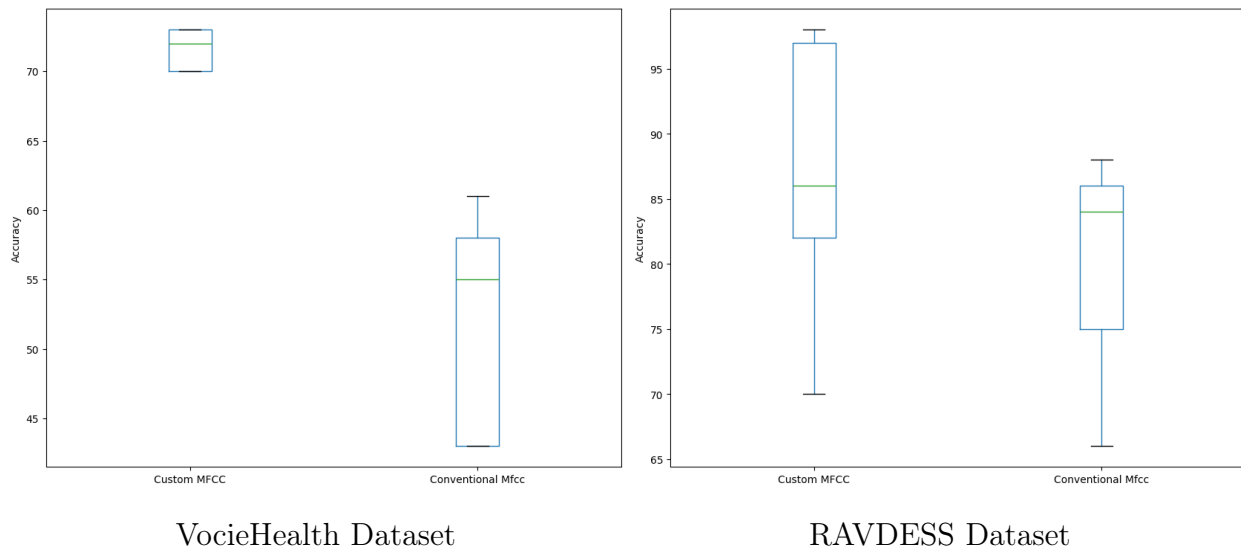 70
65
60
55
50
45
Accuracy
Custom MFCC
Conventional Mfcc
VocieHealth Dataset
95
90
85
80
75
70
65
Accuracy
Custom MFCC
Conventional Mfcc
RAVDESS Dataset